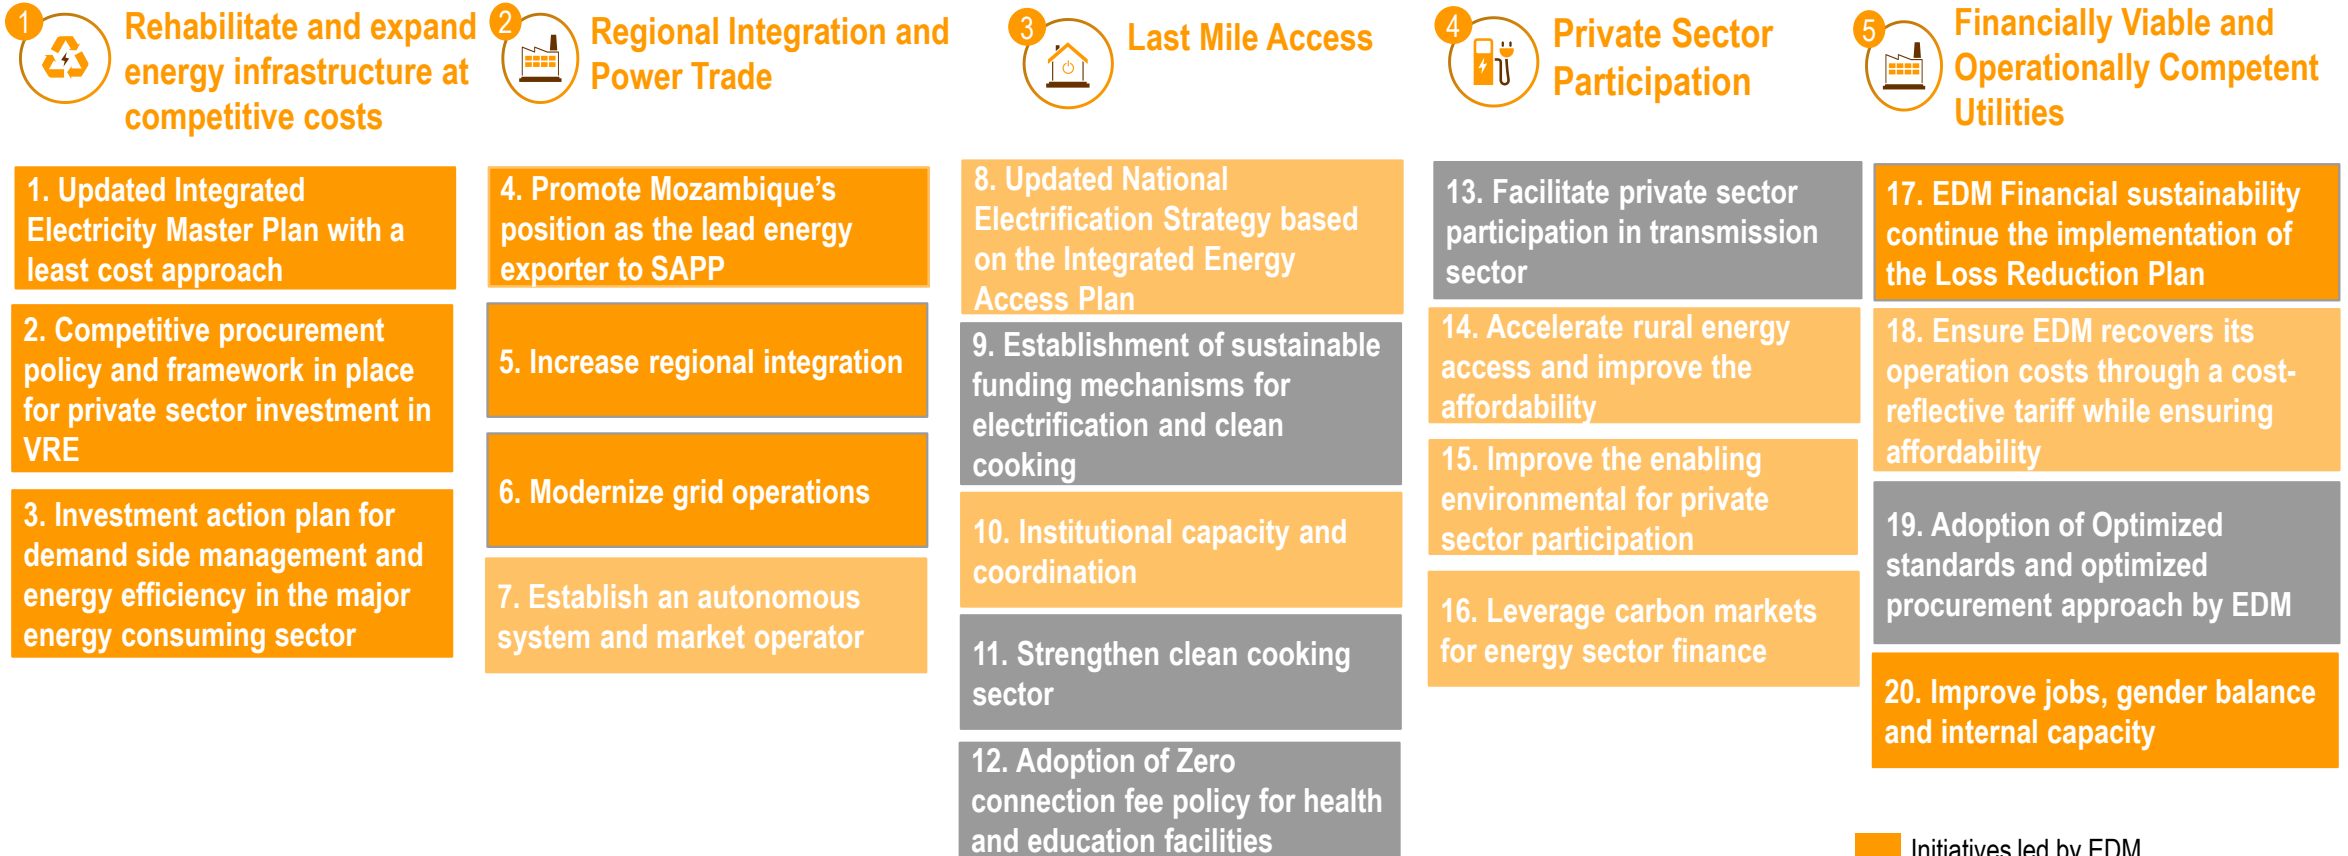 1
Rehabilitate and expand
energy infrastructure at
competitive costs
1. Updated Integrated
Electricity Master Plan with a
least cost approach
2. Competitive procurement
policy and framework in place
for private sector investment in
VRE
3. Investment action plan for
demand side management and
energy efficiency in the major
energy consuming sector
2
Regional Integration and
Power Trade
4. Promote Mozambique's
position as the lead energy
exporter to SAPP
5. Increase regional integration
6. Modernize grid operations
7. Establish an autonomous
system and market operator
3
Last Mile Access
8. Updated National
Electrification Strategy based
on the Integrated Energy
Access Plan
9. Establishment of sustainable
funding mechanisms for
electrification and clean
cooking
10. Institutional capacity and
coordination
11. Strengthen clean cooking
sector
12. Adoption of Zero
connection fee policy for health
and education facilities
4
Private Sector
Participation
13. Facilitate private sector
participation in transmission
sector
14. Accelerate rural energy
access and improve the
affordability
15. Improve the enabling
environmental for private
sector participation
16. Leverage carbon markets
for energy sector finance
5
Financially Viable and
Operationally Competent
Utilities
17. EDM Financial sustainability
continue the implementation of
the Loss Reduction Plan
18. Ensure EDM recovers its
operation costs through a cost-
reflective tariff while ensuring
affordability
19. Adoption of Optimized
standards and optimized
procurement approach by EDM
20. Improve jobs, gender balance
and internal capacity
Initiatives led by EDM